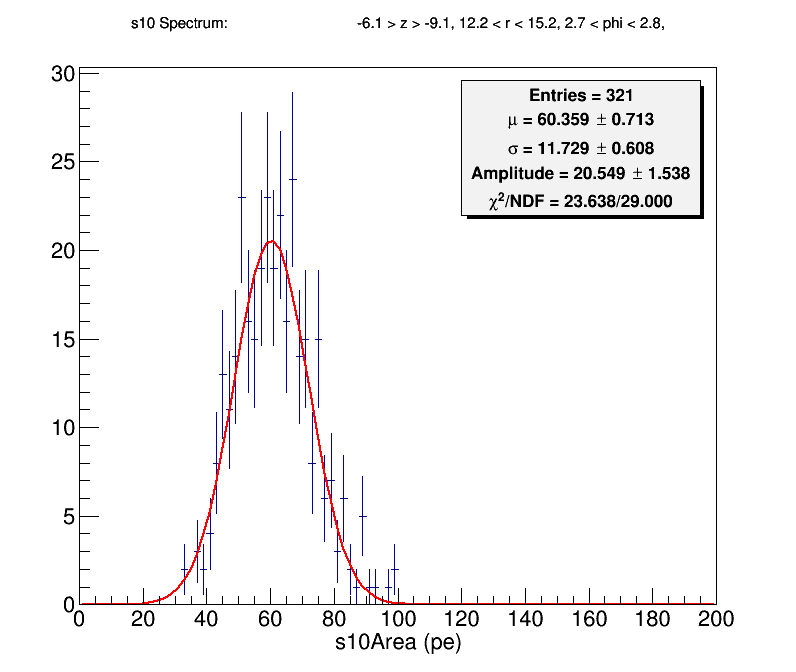 s10 Spectrum: -6.1 > z > -9.1, 12.2 < r < 15.2, 2.7 < phi < 2.8,
Entries = 321
μ = 60.359 ± 0.713
σ = 11.729 ± 0.608
Amplitude = 20.549 ± 1.538
χ²/NDF = 23.638/29.000
30
25
20
15
10
5
0
0 20 40 60 80 100 120 140 160 180 200
s10Area (pe)